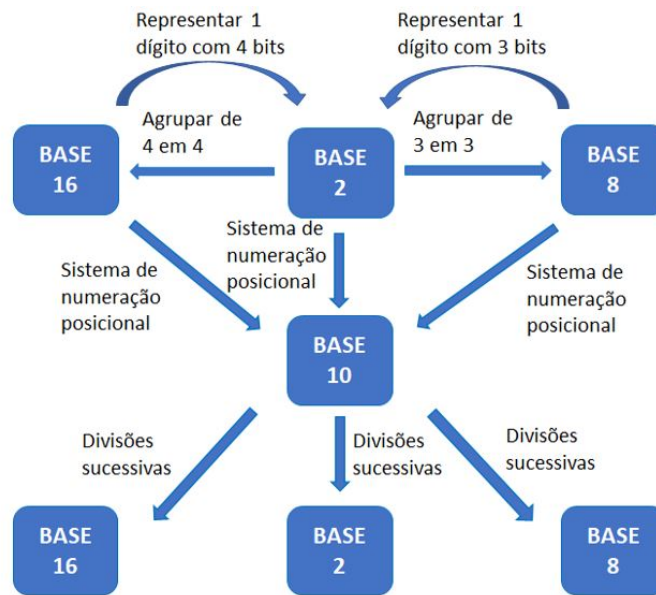 Representar 1
dígito com 4 bits
Representar 1
dígito com 3 bits
Agrupar de
4 em 4
Agrupar de
3 em 3
BASE
16
BASE
2
BASE
8
Sistema de
numeração
posicional
Sistema de
numeração
posicional
Sistema de
numeração
posicional
BASE
10
Divisões
sucessivas
Divisões
sucessivas
Divisões
sucessivas
BASE
16
BASE
2
BASE
8